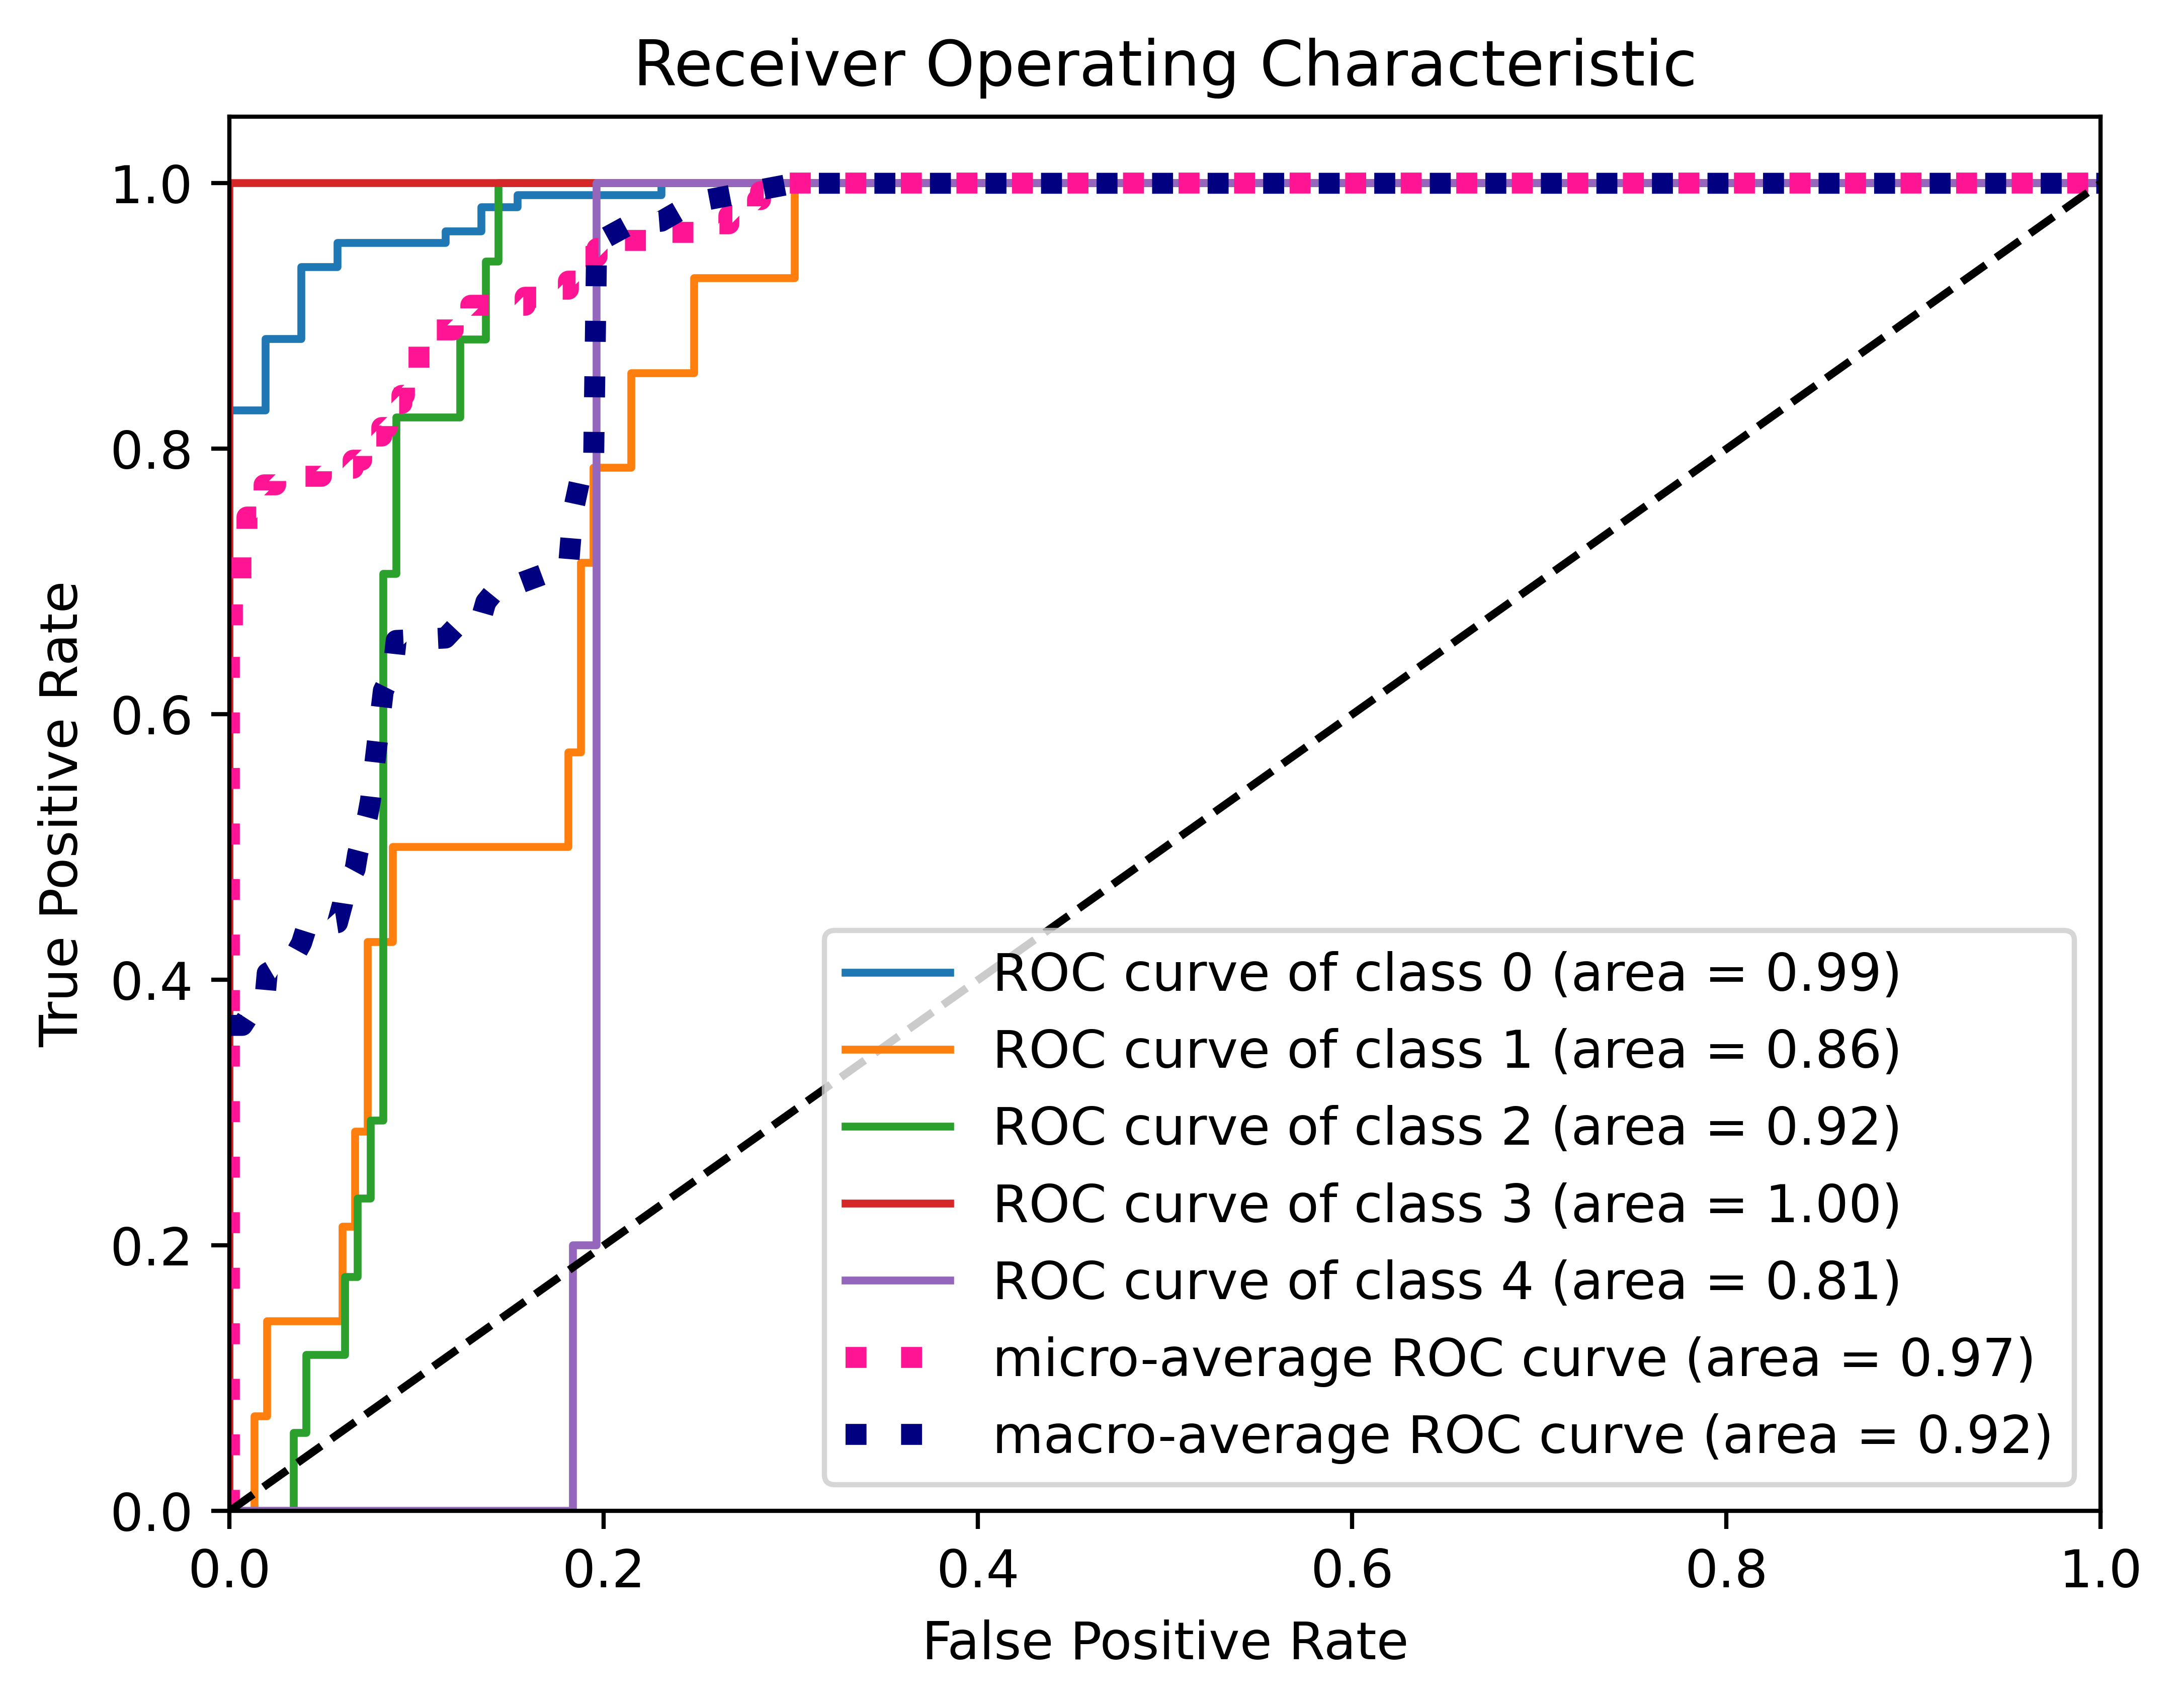 Receiver Operating Characteristic
1.0
0.8
0.6
0.4
0.2
0.0
True Positive Rate
ROC curve of class 0 (area = 0.99)
ROC curve of class 1 (area = 0.86)
ROC curve of class 2 (area = 0.92)
ROC curve of class 3 (area = 1.00)
ROC curve of class 4 (area = 0.81)
micro-average ROC curve (area = 0.97)
macro-average ROC curve (area = 0.92)
0.0 0.2 0.4 0.6 0.8 1.0
False Positive Rate